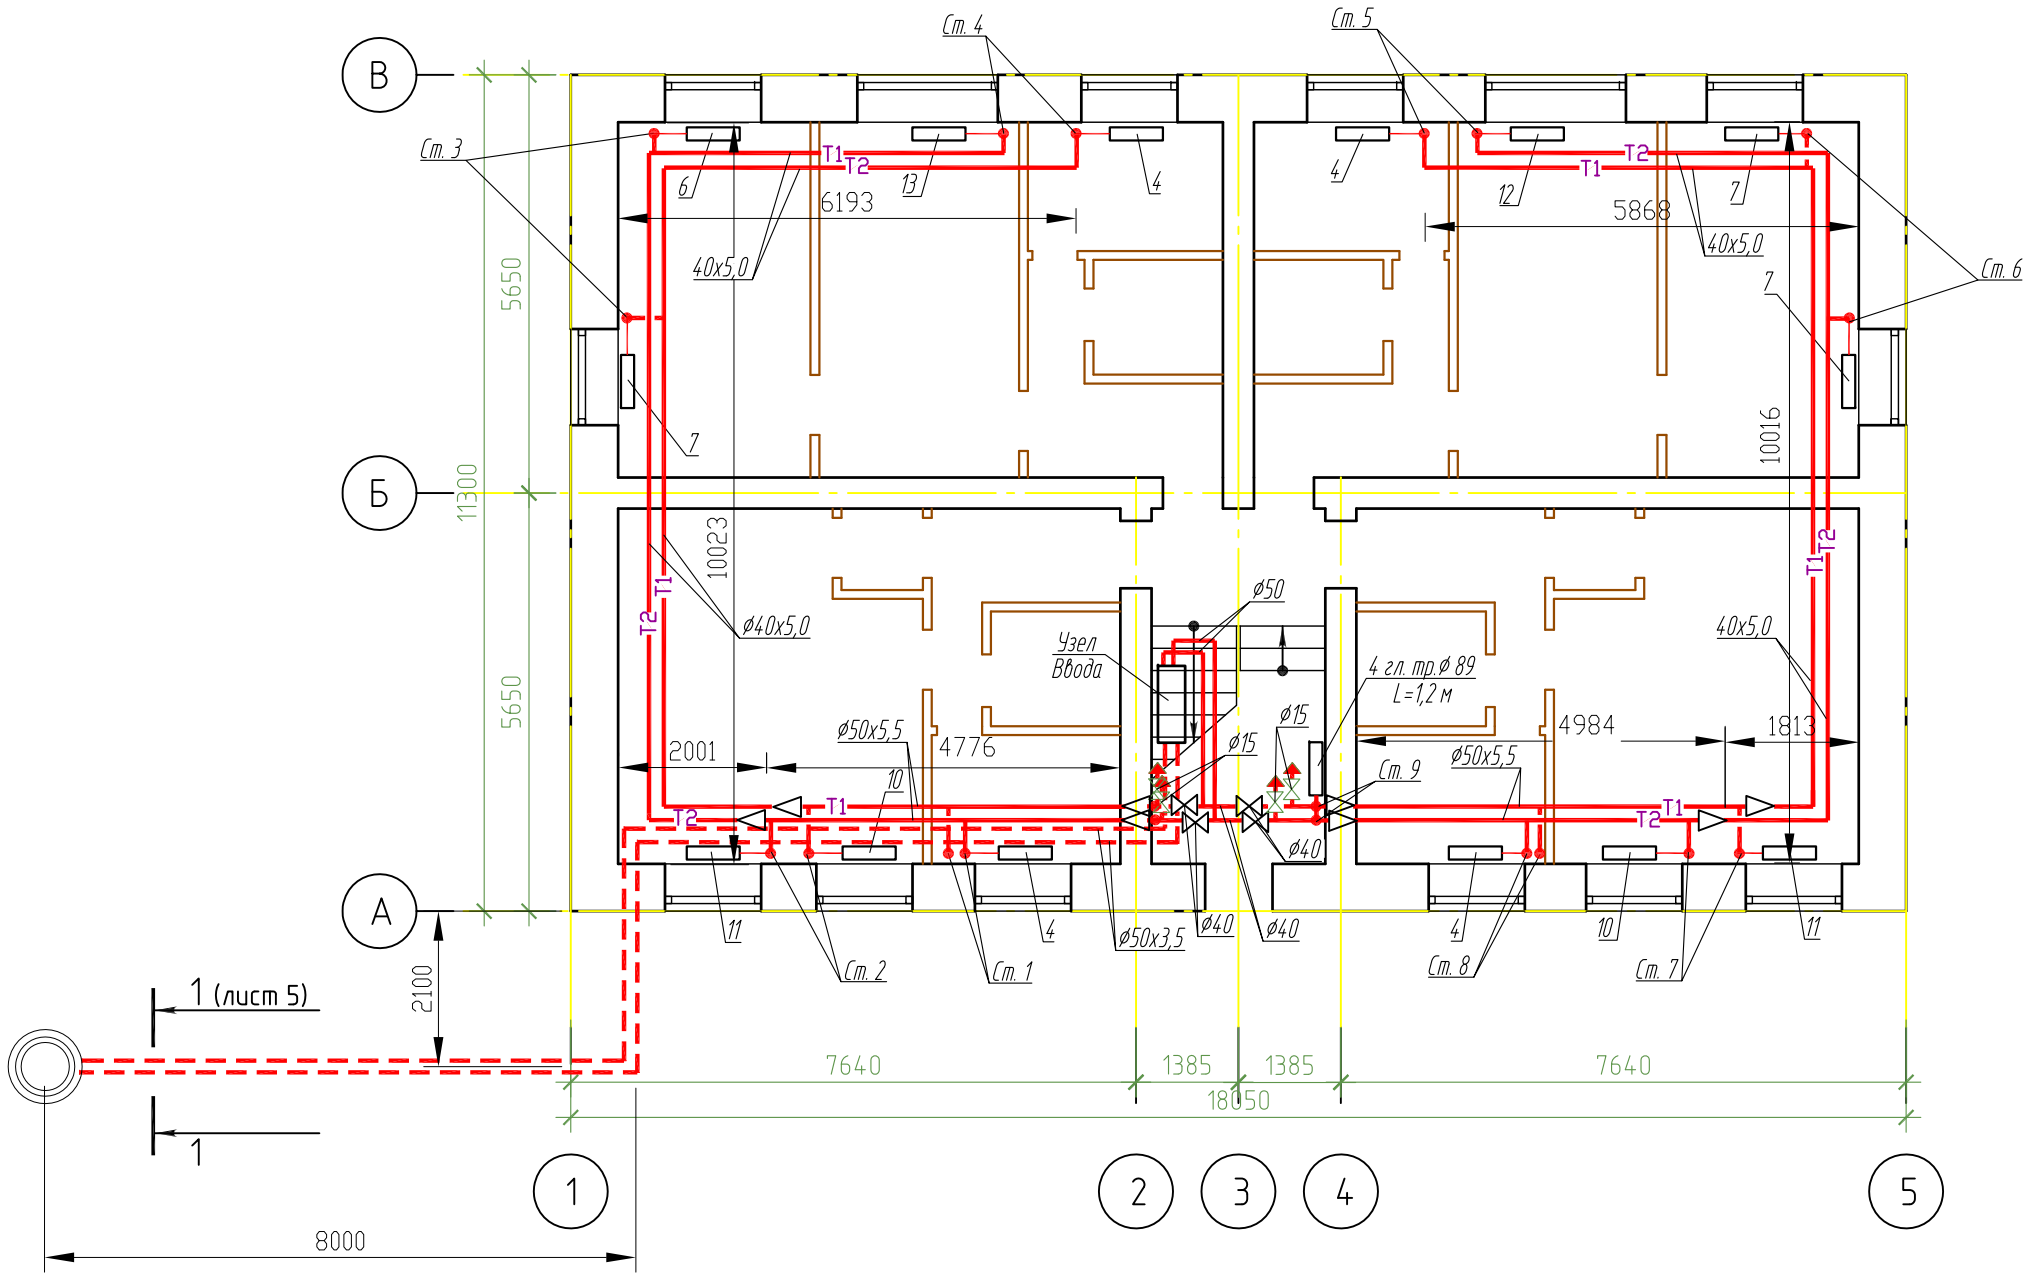 Ст. 4
Ст. 5
В
Ст. 3
Т1
Т2
Т2
Т1
6
13
4
4
12
7
6193
5868
40х5,0
40х5,0
Ст. 6
7
5650
7
10016
11300
Б
10023
Т1
Т2
Т2
Т1
Ø40х5,0
Ø50
Узел
Ввода
40х5,0
4 гл. тр.Ø 89
L=1,2 м
5650
2001
Ø50х5,5
4776
Ø15
Ø15
4984
1813
Ø50х5,5
Ст. 9
10
Т1
Т2
Т1
Т2
Ø40
А
11
4
Ø50х3,5
Ø40
Ø40
4
10
11
Ст. 2
Ст. 1
Ст. 8
Ст. 7
2100
1 (лист 5)
7640
1385
1385
7640
18050
1
1
2
3
4
5
8000